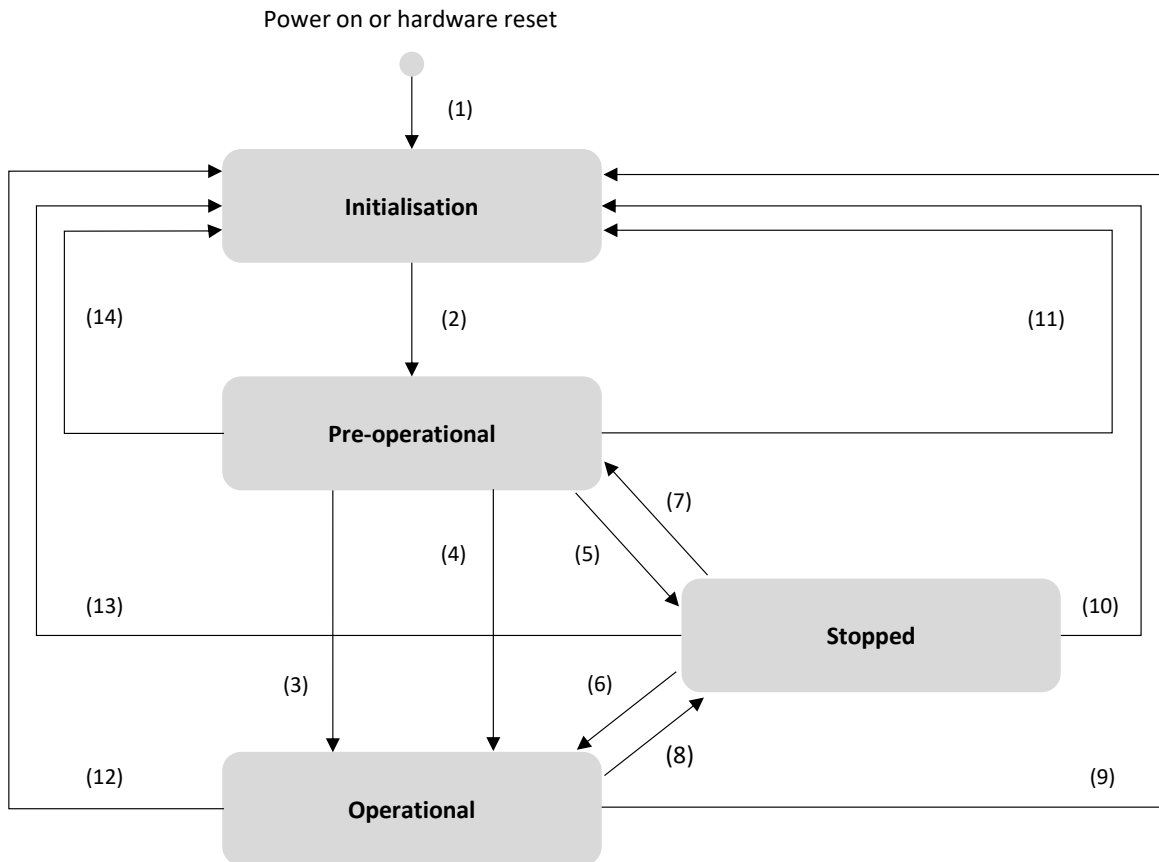 Power on or hardware reset
(1)
Initialisation
(14)
(2)
(11)
Pre-operational
(7)
(4)
(5)
(13)
(10)
Stopped
(3)
(6)
(8)
(12)
(9)
Operational